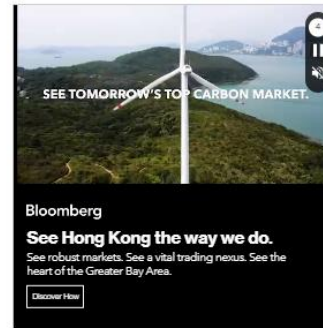 4
SEE TOMORROW'S TOP CARBON MARKET.
Bloomberg
See Hong Kong the way we do.
See robust markets. See a vital trading nexus. See the
heart of the Greater Bay Area.
Discover How